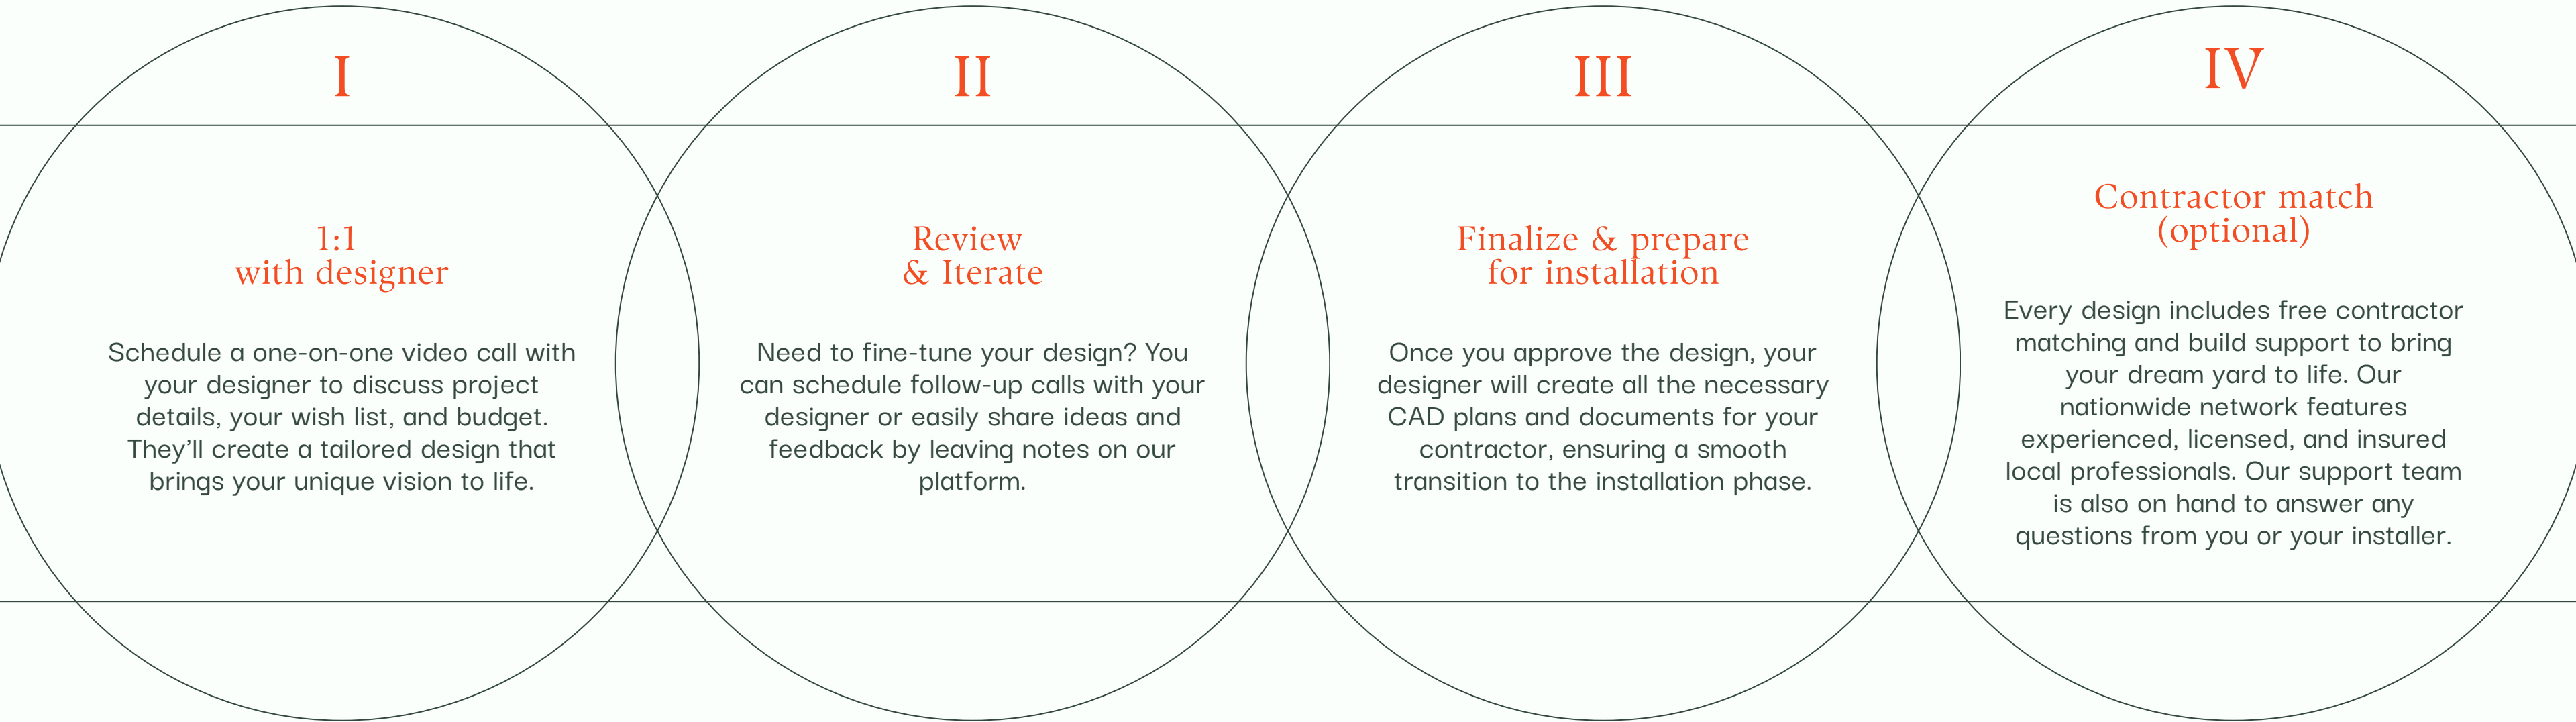 I
1:1
with designer
Schedule a one-on-one video call with
your designer to discuss project
details, your wish list, and budget.
They’ll create a tailored design that
brings your unique vision to life.
II
Review
& Iterate
Need to fine-tune your design? You
can schedule follow-up calls with your
designer or easily share ideas and
feedback by leaving notes on our
platform.
III
Finalize & prepare
for installation
Once you approve the design, your
designer will create all the necessary
CAD plans and documents for your
contractor, ensuring a smooth
transition to the installation phase.
IV
Contractor match
(optional)
Every design includes free contractor
matching and build support to bring
your dream yard to life. Our
nationwide network features
experienced, licensed, and insured
local professionals. Our support team
is also on hand to answer any
questions from you or your installer.